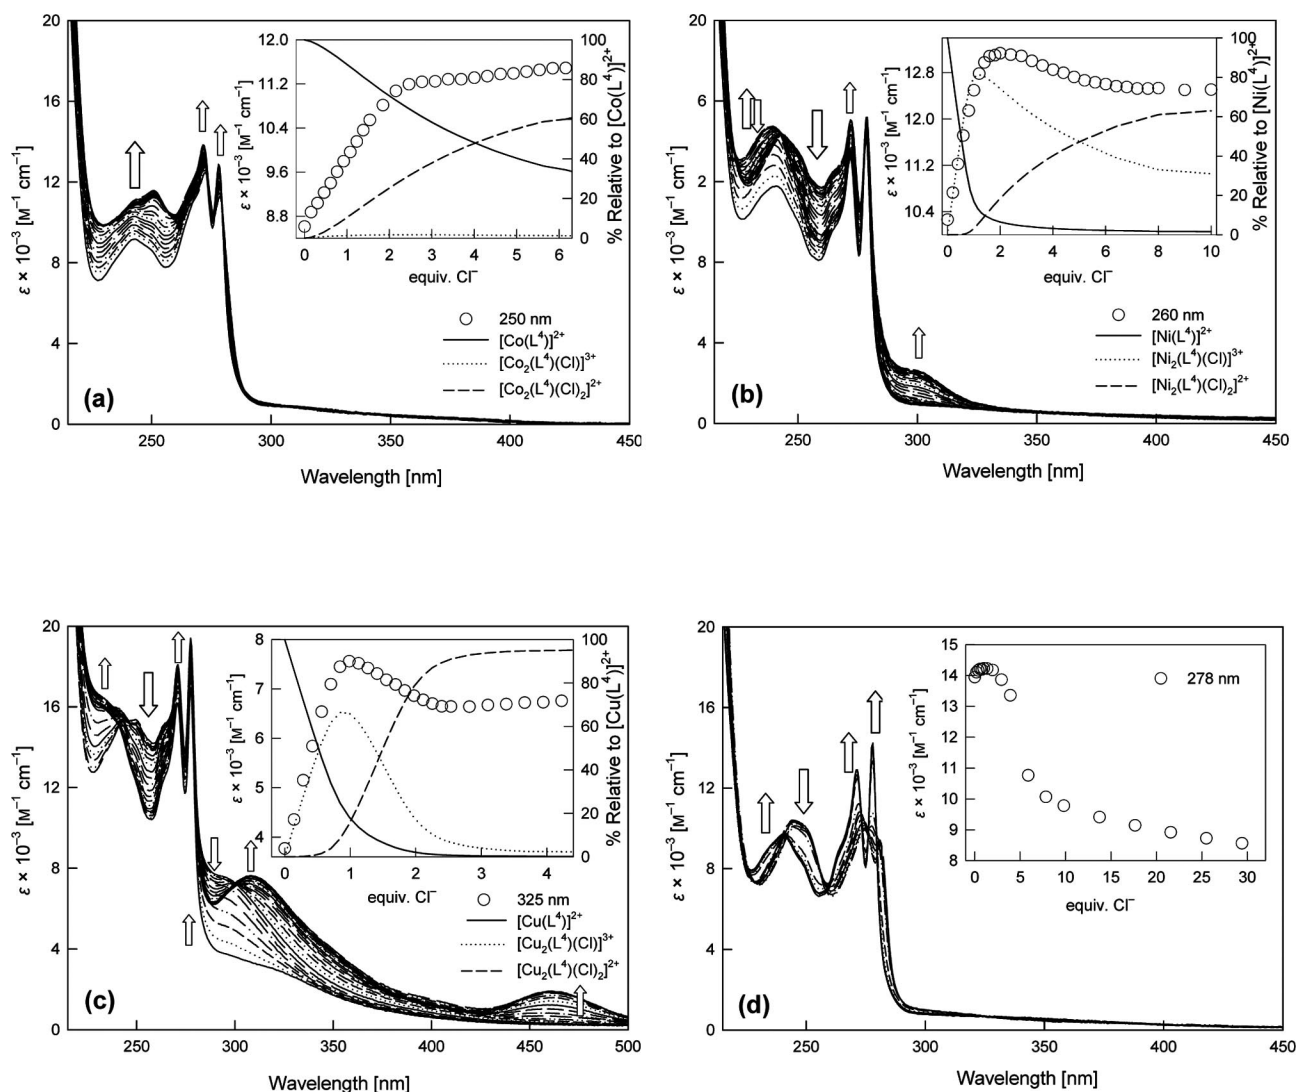 20
16
12
8
4
0
ε × 10⁻³ [M⁻¹ cm⁻¹]
250
300
350
400
450
Wavelength [nm]
(a)
12.0
11.2
10.4
9.6
8.8
ε × 10⁻³ [M⁻¹ cm⁻¹]
0 1 2 3 4 5 6
equiv. Cl⁻
100
80
60
40
20
0
% Relative to [Co(L⁴)]²⁺
250 nm
[Co(L⁴)]²⁺
[Co₂(L⁴)(Cl)]³⁺
[Co₂(L⁴)(Cl)₂]²⁺
20
6
2
8
4
0
ε × 10⁻³ [M⁻¹ cm⁻¹]
250
300
350
400
450
Wavelength [nm]
(b)
12.8
12.0
11.2
10.4
ε × 10⁻³ [M⁻¹ cm⁻¹]
0 2 4 6 8 10
equiv. Cl⁻
100
80
60
40
20
0
% Relative to [Ni(L⁴)]²⁺
260 nm
[Ni(L⁴)]²⁺
[Ni₂(L⁴)(Cl)]³⁺
[Ni₂(L⁴)(Cl)₂]²⁺
20
16
12
8
4
0
ε × 10⁻³ [M⁻¹ cm⁻¹]
250
300
350
400
450
500
Wavelength [nm]
(c)
8
7
6
5
4
ε × 10⁻³ [M⁻¹ cm⁻¹]
0 1 2 3 4
equiv. Cl⁻
100
90
80
70
60
50
40
30
20
10
0
% Relative to [Cu(L⁴)]²⁺
325 nm
[Cu(L⁴)]²⁺
[Cu₂(L⁴)(Cl)]³⁺
[Cu₂(L⁴)(Cl)₂]²⁺
20
16
12
8
4
0
ε × 10⁻³ [M⁻¹ cm⁻¹]
250
300
350
400
450
Wavelength [nm]
(d)
15
14
13
12
11
10
9
8
ε × 10⁻³ [M⁻¹ cm⁻¹]
0 5 10 15 20 25 30
equiv. Cl⁻
278 nm